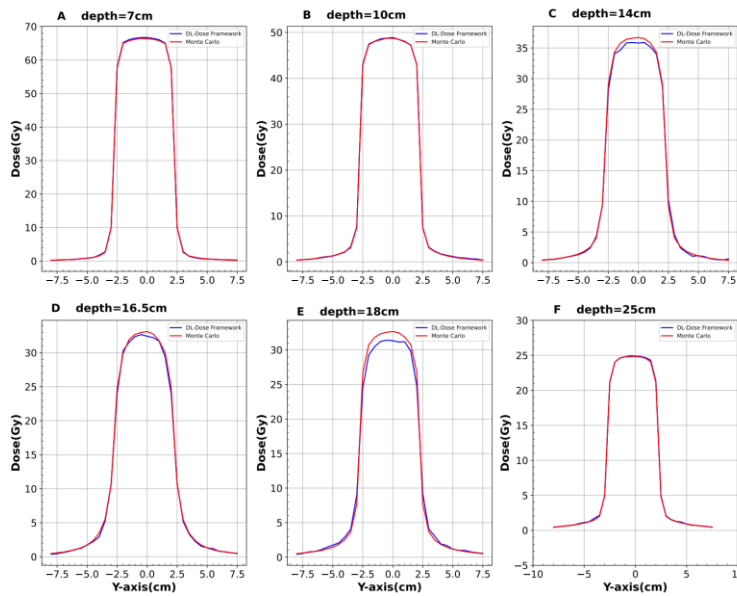 A depth=7cm
DL-Dose Framework
Monte Carlo
70
60
50
40
30
20
10
0
Dose(Gy)
−7.5 −5.0 −2.5 0.0 2.5 5.0 7.5
B depth=10cm
DL-Dose Framework
Monte Carlo
50
40
30
20
10
0
Dose(Gy)
−7.5 −5.0 −2.5 0.0 2.5 5.0 7.5
C depth=14cm
DL-Dose Framework
Monte Carlo
35
30
25
20
15
10
5
0
Dose(Gy)
−7.5 −5.0 −2.5 0.0 2.5 5.0 7.5
D depth=16.5cm
DL-Dose Framework
Monte Carlo
30
25
20
15
10
5
0
Dose(Gy)
−7.5 −5.0 −2.5 0.0 2.5 5.0 7.5
Y-axis(cm)
E depth=18cm
DL-Dose Framework
Monte Carlo
30
25
20
15
10
5
0
Dose(Gy)
−7.5 −5.0 −2.5 0.0 2.5 5.0 7.5
Y-axis(cm)
F depth=25cm
DL-Dose Framework
Monte Carlo
30
25
20
15
10
5
0
−5
Dose(Gy)
−10 −5 0 5 10
Y-axis(cm)